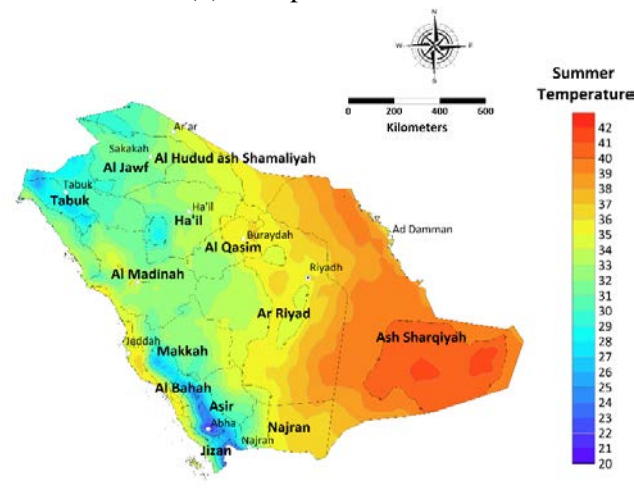 N
W
E
S
0 200 400 600
Kilometers
Summer
Temperature
42
41
40
39
38
37
36
35
34
33
32
31
30
29
28
27
26
25
24
23
22
21
20
Ar'ar
Sakakah
Al Hudud ash Shamaliyah
Al Jawf
Tabuk
Tabuk
Ha'il
Ha'il
Buraydah
Al Qasim
Ad Damman
Al Madinah
Riyadh
Ar Riyad
Ash Sharqiyah
Jeddah
Makkah
Al Bahah
Asir
Abha
Najran
Najran
Jizan